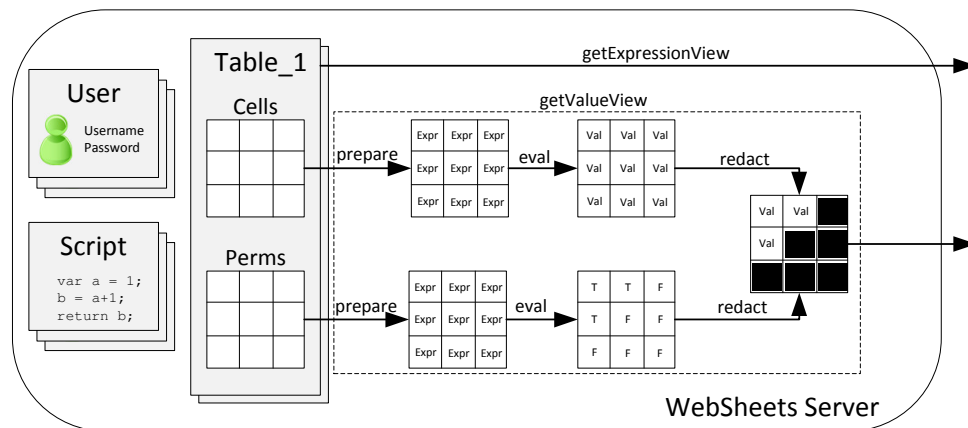 getExpressionView
Table_1
User
Username
Password
Cells
getValueView
prepare
Expr Expr Expr
Expr Expr Expr
Expr Expr Expr
eval
Val Val Val
Val Val Val
Val Val Val
redact
Val Val
Val
Script
var a = 1;
b = a+1;
return b;
Perms
prepare
Expr Expr Expr
Expr Expr Expr
Expr Expr Expr
eval
T T F
T F F
F F F
redact
WebSheets Server